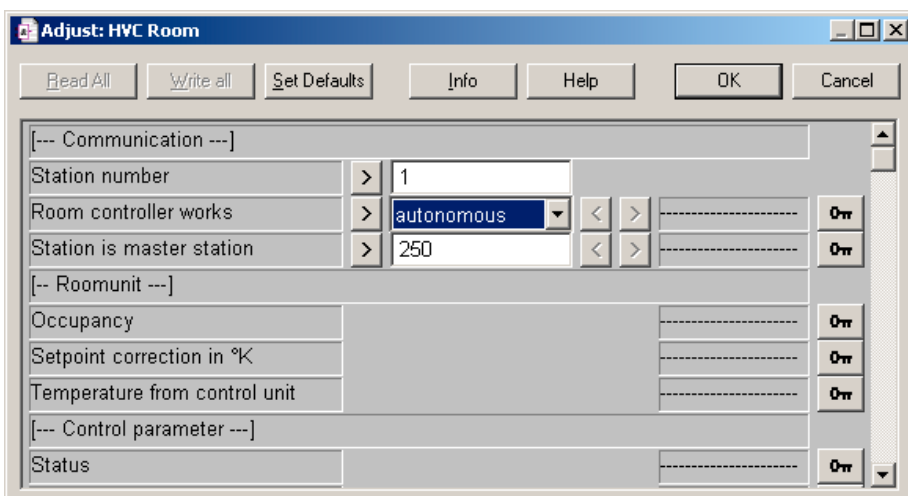 Adjust: HVC Room
Read All Write all Set Defaults Info Help OK Cancel
[--- Communication ---]
Station number > 1
Room controller works > autonomous < > --------------------
Station is master station > 250 < > --------------------
[-- Roomunit ---]
Occupancy --------------------
Setpoint correction in °K --------------------
Temperature from control unit --------------------
[--- Control parameter ---]
Status --------------------